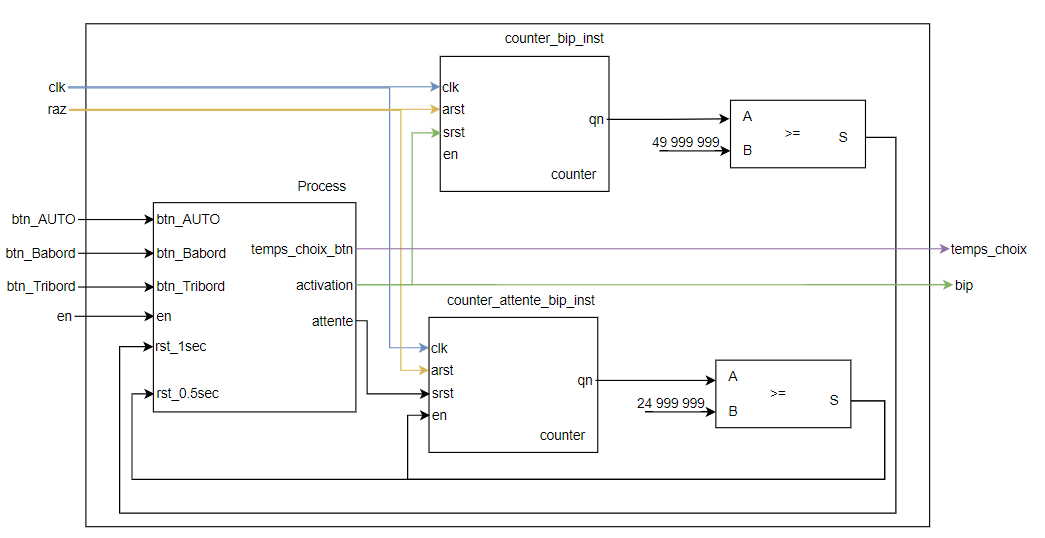 counter_bip_inst
clk
raz
clk
arst
srst
en
qn
counter
A
>=
S
B
49 999 999
Process
btn_AUTO
btn_Babord
btn_Tribord
en
btn_AUTO
btn_Babord
btn_Tribord
en
rst_1sec
rst_0.5sec
temps_choix_btn
activation
attente
temps_choix
bip
counter_attente_bip_inst
clk
arst
srst
en
qn
counter
A
>=
S
B
24 999 999